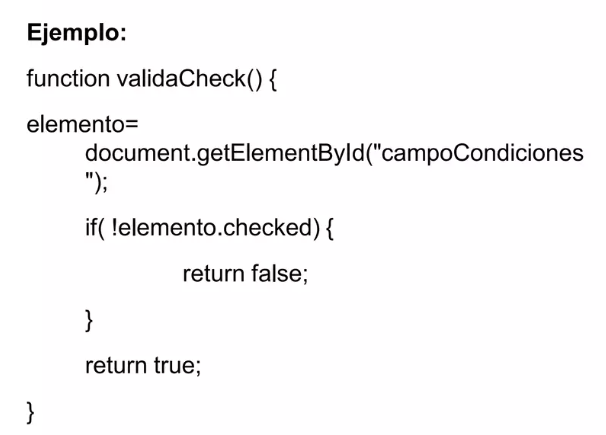 Ejemplo:
function validaCheck() {
elemento=
document.getElementById("campoCondiciones
");
if( !elemento.checked) {
return false;
}
return true;
}